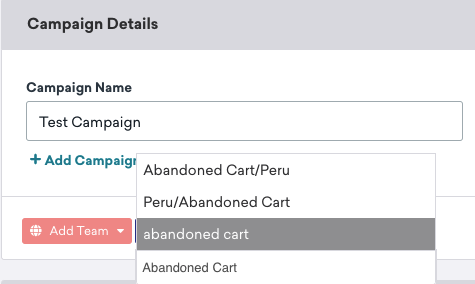 Campaign Details
Campaign Name
Test Campaign
+ Add Campaign
Abandoned Cart/Peru
Peru/Abandoned Cart
Add Team
abandoned cart
Abandoned Cart